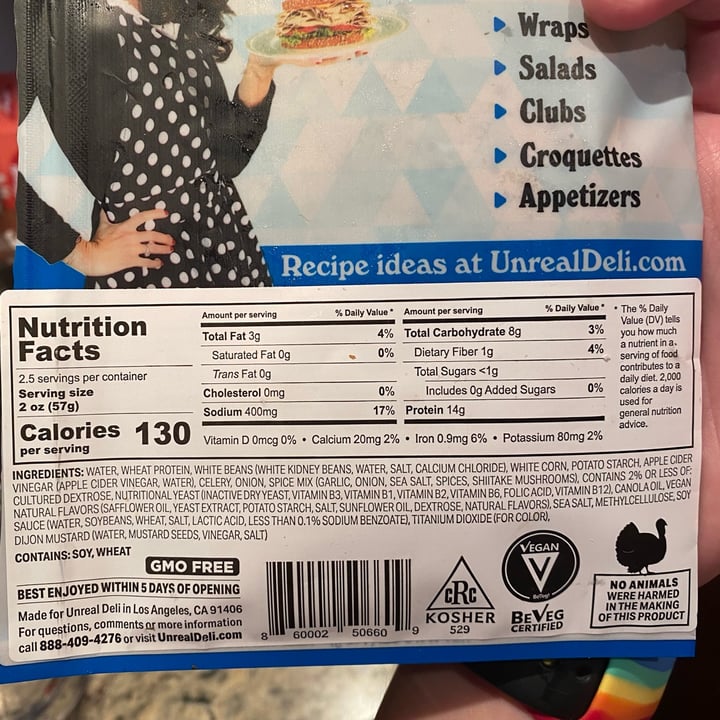 Wraps
Salads
Clubs
Croquettes
Appetizers
Recipe ideas at UnrealDeli.com
Nutrition
Facts
2.5 servings per container
Serving size
2 oz (57g)
Calories 130
per serving
Amount per serving % Daily Value*
Total Fat 3g 4%
Saturated Fat 0g 0%
Trans Fat 0g
Cholesterol 0mg 0%
Sodium 400mg 17%
Amount per serving % Daily Value*
Total Carbohydrate 8g 3%
Dietary Fiber 1g 4%
Total Sugars <1g
Includes 0g Added Sugars 0%
Protein 14g
Vitamin D 0mcg 0% • Calcium 20mg 2% • Iron 0.9mg 6% • Potassium 80mg 2%
* The % Daily
Value (DV) tells
you how much
a nutrient in a
serving of food
contributes to a
daily diet. 2,000
calories a day is
used for
general nutrition
advice.
INGREDIENTS: WATER, WHEAT PROTEIN, WHITE BEANS (WHITE KIDNEY BEANS, WATER, SALT, CALCIUM CHLORIDE), WHITE CORN, POTATO STARCH, APPLE CIDER
VINEGAR (APPLE CIDER VINEGAR, WATER), CELERY, ONION, SPICE MIX (GARLIC, ONION, SEA SALT, SPICES, SHIITAKE MUSHROOMS), CONTAINS 2% OR LESS OF:
CULTURED DEXTROSE, NUTRITIONAL YEAST (INACTIVE DRY YEAST, VITAMIN B3, VITAMIN B1, VITAMIN B2, VITAMIN B6, FOLIC ACID, VITAMIN B12), CANOLA OIL, VEGAN
NATURAL FLAVORS (SAFFLOWER OIL, YEAST EXTRACT, POTATO STARCH, SALT, SUNFLOWER OIL, DEXTROSE, NATURAL FLAVORS), SEA SALT, METHYLCELLULOSE, SOY
SAUCE (WATER, SOYBEANS, WHEAT, SALT, LACTIC ACID, LESS THAN 0.1% SODIUM BENZOATE), TITANIUM DIOXIDE (FOR COLOR),
DIJON MUSTARD (WATER, MUSTARD SEEDS, VINEGAR, SALT)
CONTAINS: SOY, WHEAT
GMO FREE
BEST ENJOYED WITHIN 5 DAYS OF OPENING
Made for Unreal Deli in Los Angeles, CA 91406
For questions, comments or more information
call 888-409-4276 or visit UnrealDeli.com
8 60002 50660 9
cRc
KOSHER
529
VEGAN
V
BeVeg!
BEVEG
CERTIFIED
NO ANIMALS
WERE HARMED
IN THE MAKING
OF THIS PRODUCT